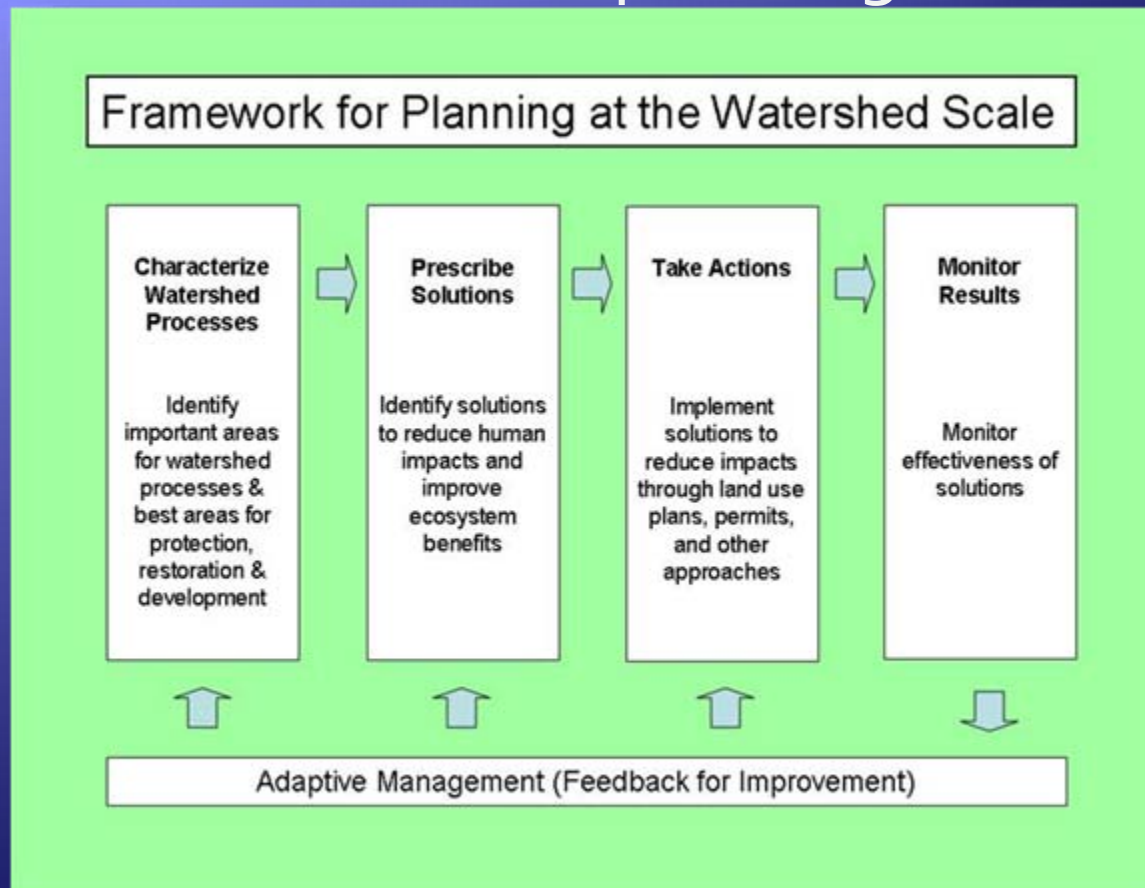 Framework for Planning at the Watershed Scale
Characterize
Watershed
Processes
Identify
important areas
for watershed
processes &
best areas for
protection,
restoration &
development
Prescribe
Solutions
Identify solutions
to reduce human
impacts and
improve
ecosystem
benefits
Take Actions
Implement
solutions to
reduce impacts
through land use
plans, permits,
and other
approaches
Monitor
Results
Monitor
effectiveness of
solutions
Adaptive Management (Feedback for Improvement)